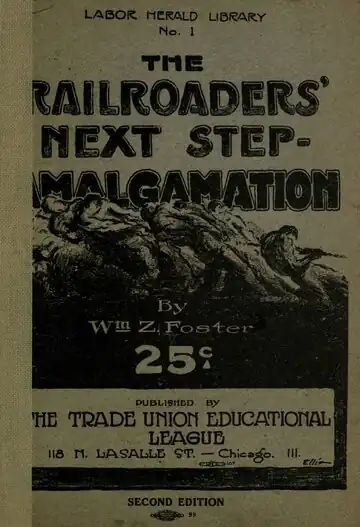 LABOR HERALD LIBRARY
No. 1
THE
RAILROADERS'
NEXT STEP-
AMALGAMATION
By
Wm Z. Foster
25c.
PUBLISHED BY
THE TRADE UNION EDUCATIONAL
LEAGUE
118 N. LASALLE ST. — Chicago. Ill.
SECOND EDITION